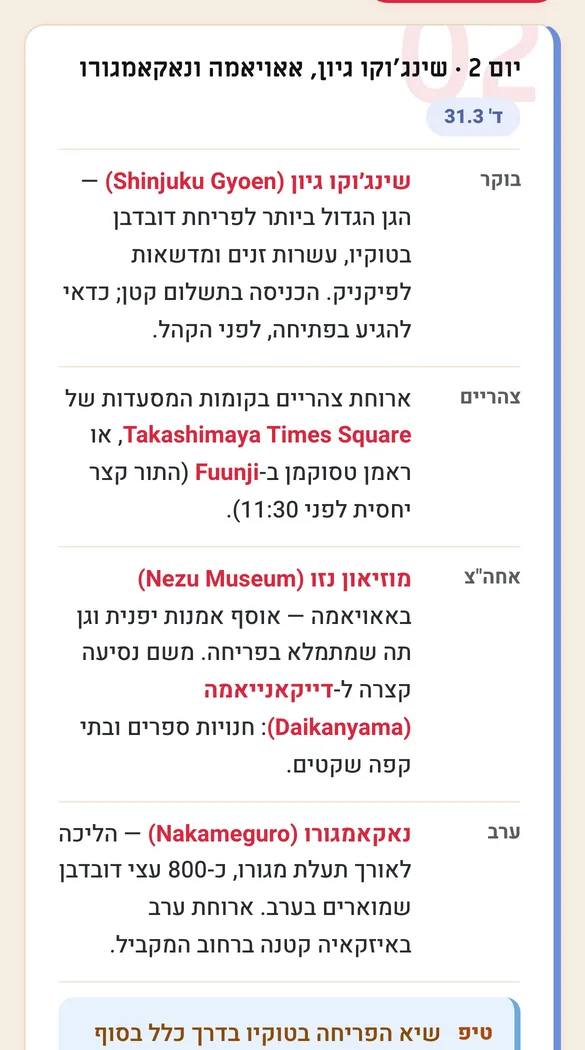 02
יום 2 · שינג'וקו גיון, אאויאמה ונאקאמגורו
ד' 31.3
בוקר
שינג'וקו גיון (Shinjuku Gyoen) –
הגן הגדול ביותר לפריחת דובדבן
בטוקיו, עשרות זנים ומדשאות
לפיקניק. הכניסה בתשלום קטן; כדאי
להגיע בפתיחה, לפני הקהל.
צהריים
ארוחת צהריים בקומות המסעדות של
Takashimaya Times Square, או
ראמן טסוקמן ב-Fuunji (התור קצר
יחסית לפני 11:30).
אחה"צ
מוזיאון נזו (Nezu Museum)
באאויאמה – אוסף אמנות יפנית וגן
תה שמתמלא בפריחה. משם נסיעה
קצרה ל-דייקאנייאמה
(Daikanyama): חנויות ספרים ובתי
קפה שקטים.
ערב
נאקאמגורו (Nakameguro) – הליכה
לאורך תעלת מגורו, כ-800 עצי דובדבן
שמוארים בערב. ארוחת ערב
באיזקאיה קטנה ברחוב המקביל.
טיפ שיא הפריחה בטוקיו בדרך כלל בסוף